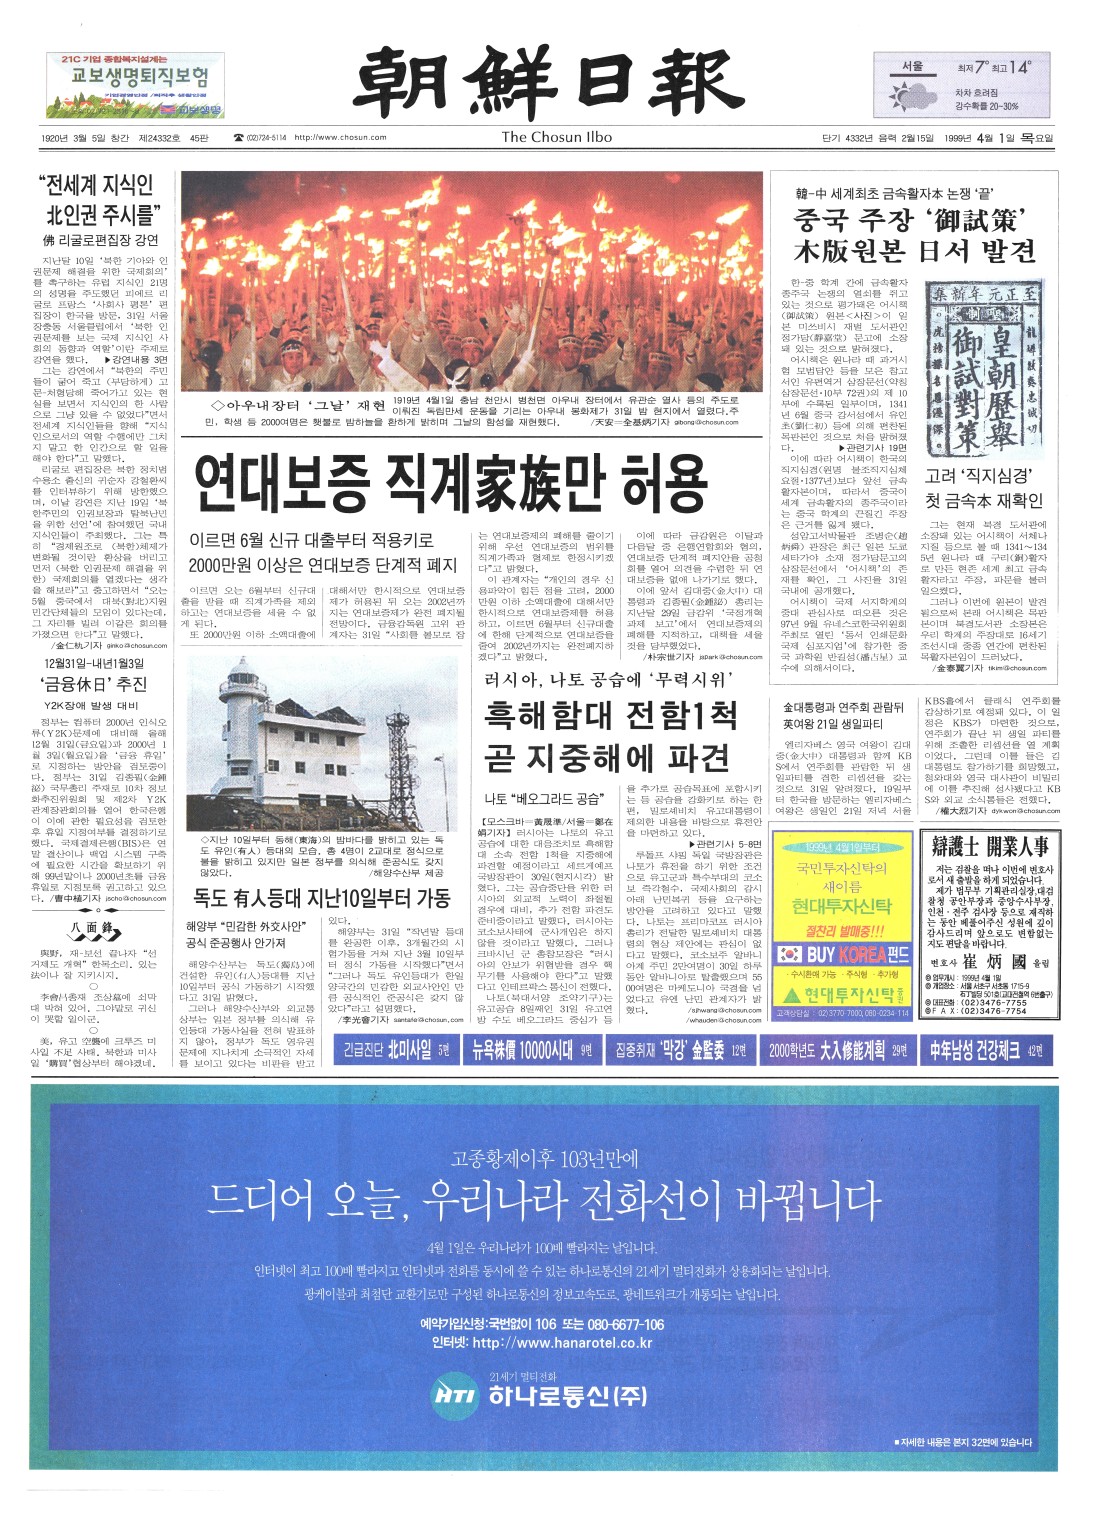 21C 기업 종합복지설계는
교보생명퇴직보험
교보생명
朝鮮日報
서울
최저 7° 최고 14°
차차 흐려짐
강수확률 20~30%
1920년 3월 5일 창간 제24332호 45판
☎ (02)724-5114 http://www.chosun.com
The Chosun Ilbo
단기 4332년 음력 2월15일 1999년 4월 1일 목요일
“전세계 지식인
北인권 주시를”
佛 리굴로편집장 강연
지난달 10일 ‘북한 기아와 인
권문제 해결을 위한 국제회의’
를 촉구하는 유럽 지식인 21명
의 성명을 주도했던 피에르 리
굴로 프랑스 ‘사회사 평론’ 편
집장이 한국을 방문, 31일 서울
장충동 서울클럽에서 ‘북한 인
권문제를 보는 국제 지식인 사
회의 동향과 역할’이란 주제로
강연을 했다. ▶강연내용 3면
그는 강연에서 “북한의 주민
들이 굶어 죽고 (부당하게) 고
문·처형당해 죽어가고 있는 현
실을 보면서 지식인의 한 사람
으로 그냥 있을 수 없었다”면서
전세계 지식인들을 향해 “지식
인으로서의 역할 수행에만 그치
지 말고 한 인간으로 할 일을
해야 한다”고 말했다.
리굴로 편집장은 북한 정치범
수용소 출신의 귀순자 강철환씨
를 인터뷰하기 위해 방한했으
며, 이날 강연은 지난 19일 ‘북
한주민의 인권보장과 탈북난민
을 위한 선언’에 참여했던 국내
지식인들이 주최했다. 그는 특
히 “경제원조로 (북한)체제가
변화될 것이란 환상을 버리고
먼저 (북한 인권문제 해결을 위
한) 국제회의를 열겠다는 생각
을 해보라”고 충고하면서 “오는
5월 중국에서 대북(對北)지원
민간단체들의 모임이 있다는데,
그 자리를 빌려 이같은 회의를
가졌으면 한다”고 말했다.
/金仁杭기자 ginko@chosun.com
12월31일~내년1월3일
‘금융休日’ 추진
Y2K장애 발생 대비
정부는 컴퓨터 2000년 인식오
류(Y2K)문제에 대비해 올해
12월 31일(금요일)과 2000년 1
월 3일(월요일)을 ‘금융 휴일’
로 지정하는 방안을 검토중이
다. 정부는 31일 김종필(金鍾
泌) 국무총리 주재로 10차 정보
화추진위원회 및 제2차 Y2K
관계장관회의를 열어 한국은행
이 이에 관한 필요성을 검토한
후 휴일 지정여부를 결정하기로
했다. 국제결제은행(BIS)은 연
말 결산이나 백업 시스템 구축
에 필요한 시간을 확보하기 위
해 99년말이나 2000년초를 금융
휴일로 지정토록 권고하고 있으
다. /曺中植기자 jscho@chosun.com
八面鋒
與野, 재·보선 끝나자 “선
거제도 개혁” 한목소리. 있는
法이나 잘 지키시지.
○
李會昌총재 조상墓에 쇠막
대 박혀 있어. 그야말로 귀신
이 哭할 일이군.
○
美, 유고 空襲에 크루즈 미
사일 不足 사태. 북한과 미사
일 ‘購買’협상부터 해야겠네.
◇아우내장터 ‘그날’ 재현
1919년 4월1일 충남 천안시 병천면 아우내 장터에서 유관순 열사 등의 주도로
이뤄진 독립만세 운동을 기리는 아우내 봉화제가 31일 밤 현지에서 열렸다.주
민, 학생 등 2000여명은 횃불로 밤하늘을 환하게 밝히며 그날의 함성을 재현했다. /天安=全基炳기자 gibong@chosun.com
연대보증 직계家族만 허용
이르면 6월 신규 대출부터 적용키로
2000만원 이상은 연대보증 단계적 폐지
이르면 오는 6월부터 신규대
출을 받을 때 직계가족을 제외
하고는 연대보증을 세울 수 없
게 된다.
또 2000만원 이하 소액대출에
대해서만 한시적으로 연대보증
제가 허용된 뒤 오는 2002년까
지는 연대보증제가 완전 폐지될
전망이다. 금융감독원 고위 관
계자는 31일 “사회를 볼모로 잡
는 연대보증제의 폐해를 줄이기
위해 우선 연대보증의 범위를
직계가족과 형제로 한정시키겠
다”고 말했다.
이 관계자는 “개인의 경우 신
용파악이 힘든 점을 고려, 2000
만원 이하 소액대출에 대해서만
한시적으로 연대보증제를 허용
하고, 이르면 6월부터 신규대출
에 한해 단계적으로 연대보증을
줄여 2002년까지는 완전폐지하
겠다”고 밝혔다.
이에 따라 금감원은 이달과
다음달 중 은행연합회와 협의,
연대보증 단계적 폐지안을 공청
회를 열어 의견을 수렴한 뒤 연
대보증을 없애 나가기로 했다.
이에 앞서 김대중(金大中) 대
통령과 김종필(金鍾泌) 총리는
지난달 29일 금감위 ‘국정개혁
과제 보고’에서 연대보증제의
폐해를 지적하고, 대책을 세울
것을 당부했었다.
/朴宗世기자 jspark@chosun.com
◇지난 10일부터 동해(東海)의 밤바다를 밝히고 있는 독
도 유인(有人) 등대의 모습. 총 4명이 2교대로 정식으로
불을 밝히고 있지만 일본 정부를 의식해 준공식도 갖지
않았다. /해양수산부 제공
독도 有人등대 지난10일부터 가동
해양부 “민감한 外交사안”
공식 준공행사 안가져
해양수산부는 독도(獨島)에
건설한 유인(有人)등대를 지난
10일부터 공식 가동하기 시작했
다고 31일 밝혔다.
그러나 해양수산부와 외교통
상부는 일본 정부를 의식해 유
인등대 가동사실을 전혀 발표하
지 않아, 정부가 독도 영유권
문제에 지나치게 소극적인 자세
를 보이고 있다는 비판을 받고
있다.
해양부는 31일 “작년말 등대
를 완공한 이후, 3개월간의 시
험가동을 거쳐 지난 3월 10일부
터 정식 가동을 시작했다”면서
“그러나 독도 유인등대가 한일
양국간의 민감한 외교사안인 만
큼 공식적인 준공식은 갖지 않
았다”라고 설명했다.
/李光會기자 santafe@chosun.com
러시아, 나토 공습에 ‘무력시위’
흑해함대 전함1척
곧 지중해에 파견
나토 “베오그라드 공습”
【모스크바=黃晟準/서울=鄭在
娟기자】 러시아는 나토의 유고
공습에 대한 대응조치로 흑해함
대 소속 전함 1척을 지중해에
파견할 예정이라고 세르게예프
국방장관이 30일(현지시각) 밝
혔다. 그는 공습중단을 위한 러
시아의 외교적 노력이 좌절될
경우에 대비, 추가 전함 파견도
준비중이라고 말했다. 러시아는
코소보사태에 군사개입은 하지
않을 것이라고 말했다. 그러나
크바시닌 군 총참모장은 “러시
아의 안보가 위협받을 경우 핵
무기를 사용해야 한다”고 말했
다고 인테르팍스 통신이 전했다.
나토(북대서양 조약기구)는
유고공습 8일째인 31일 유고연
방 수도 베오그라드 중심가 등
을 추가로 공습목표에 포함시키
는 등 공습을 강화키로 하는 한
편, 밀로셰비치 유고대통령이
제의한 내용을 바탕으로 휴전안
을 마련하고 있다.
▶관련기사 5~8면
루돌프 샤핑 독일 국방장관은
나토가 휴전을 하기 위한 조건
으로 유고군과 특수부대의 코소
보 즉각철수, 국제사회의 감시
아래 난민복귀 등을 요구하는
방안을 고려하고 있다고 말했
다. 나토는 프리마코프 러시아
총리가 전달한 밀로셰비치 대통
령의 협상 제안에는 관심이 없
다고 말했다. 코소보주 알바니
아계 주민 2만여명이 30일 하루
동안 알바니아로 탈출했으며 55
00여명은 마케도니아 국경을 넘
었다고 유엔 난민 관계자가 밝
혔다. /sjhwang@chosun.com
/whauden@chosun.com
韓-中 세계최초 금속활자本 논쟁 ‘끝’
중국 주장 ‘御試策’
木版원본 日서 발견
한·중 학계 간에 금속활자
종주국 논쟁의 열쇠를 쥐고
있는 것으로 평가돼온 어시책
(御試策) 원본<사진>이 일
본 미쓰비시 재벌 도서관인
정가당(靜嘉堂) 문고에 소장
돼 있는 것으로 밝혀졌다.
어시책은 원나라 때 과거시
험 모범답안 등을 모은 참고
서인 유편역거 삼장문선(약칭
삼장문선·10부 72권)의 제 10
부에 수록된 일부이며, 1341
년 6월 중국 강서성에서 유인
초(劉仁初) 등에 의해 편찬된
목판본인 것으로 처음 밝혀졌
다. ▶관련기사 19면
이에 따라 어시책이 한국의
직지심경(원명 불조직지심체
요절·1377년)보다 앞선 금속
활자본이며, 따라서 중국이
세계 금속활자의 종주국이라
는 중국 학계의 끈질긴 주장
은 근거를 잃게 됐다.
섬암고서박물관 조병순(趙
炳舜) 관장은 최근 일본 도쿄
세타가야 소재 정가당문고의
삼장문선에서 ‘어시책’의 존
재를 확인, 그 사진을 31일
국내에 공개했다.
어시책이 국제 서지학계의
중대 관심사로 떠오른 것은
97년 9월 유네스코한국위원회
주최로 열린 ‘동서 인쇄문화
국제 심포지엄’에 참가한 중
국 과학원 반길성(潘吉星) 교
수에 의해서이다.
至正元年新集
皇朝歷舉
御試對策
고려 ‘직지심경’
첫 금속本 재확인
그는 현재 북경 도서관에
소장돼 있는 어시책이 서체나
지질 등으로 볼 때 1341～134
5년 원나라 때 구리(銅)활자
로 만든 현존 세계 최고 금속
활자라고 주장, 파문을 불러
일으켰다.
그러나 이번에 원본이 발견
됨으로써 본래 어시책은 목판
본이며 북경도서관 소장본은
우리 학계의 주장대로 16세기
조선시대 중종 연간에 편찬된
목활자본임이 드러났다.
/金泰翼기자 tikim@chosun.com
金대통령과 연주회 관람뒤
英여왕 21일 생일파티
엘리자베스 영국 여왕이 김대
중(金大中) 대통령과 함께 KB
S에서 연주회를 관람한 뒤 생
일파티를 겸한 리셉션을 갖는
것으로 31일 알려졌다. 19일부
터 한국을 방문하는 엘리자베스
여왕은 생일인 21일 저녁 서울
KBS홀에서 클래식 연주회를
감상하기로 예정돼 있다. 이 일
정은 KBS가 마련한 것으로,
연주회가 끝난 뒤 생일 파티를
위해 조촐한 리셉션을 열 계획
이었다. 그런데 이를 들은 김
대통령도 참가하기를 희망했고,
청와대와 영국 대사관이 비밀리
에 이를 추진해 성사됐다고 KB
S와 외교 소식통들은 전했다.
/權大烈기자 dykwon@chosun.com
1999년 4월1일부터
국민투자신탁의
새이름
현대투자신탁
절찬리 발매중!!!
BUY KOREA펀드
·수시환매 가능 ·주식형 ·추가형
현대투자신탁증권
고객상담실 : 02)3770-7000, 080-0234-114
辯護士 開業人事
저는 검찰을 떠나 이번에 변호사
로서 새 출발을 하게 되었습니다.
제가 법무부 기획관리실장,대검
찰청 공안부장과 중앙수사부장,
인천·전주 검사장 등으로 재직하
는 동안 베풀어주신 성원에 깊이
감사드리며 앞으로도 변함없는
지도 편달을 바랍니다.
변호사 崔炳國 올림
◎ 업무개시 : 1999년 4월 1일
◎ 개업장소 : 서울 서초구 서초동 1715-9
◎ 대표전화 : (02)3476-7755
◎ F A X : (02)3476-7754
긴급진단 北미사일 5면
뉴욕株價 10000시대 9면
집중취재 ‘막강’ 金監委 12면
2000학년도 大入修能계획 29면
中年남성 건강체크 42면
고종황제이후 103년만에
드디어 오늘, 우리나라 전화선이 바뀝니다
4월 1일은 우리나라가 100배 빨라지는 날입니다.
인터넷이 최고 100배 빨라지고 인터넷과 전화를 동시에 쓸 수 있는 하나로통신의 21세기 멀티전화가 상용화되는 날입니다.
광케이블과 최첨단 교환기로만 구성된 하나로통신의 정보고속도로, 광네트워크가 개통되는 날입니다.
예약가입신청:국번없이 106 또는 080-6677-106
인터넷: http://www.hanarotel.co.kr
21세기 멀티전화
HTI 하나로통신(주)
■ 자세한 내용은 본지 32면에 있습니다